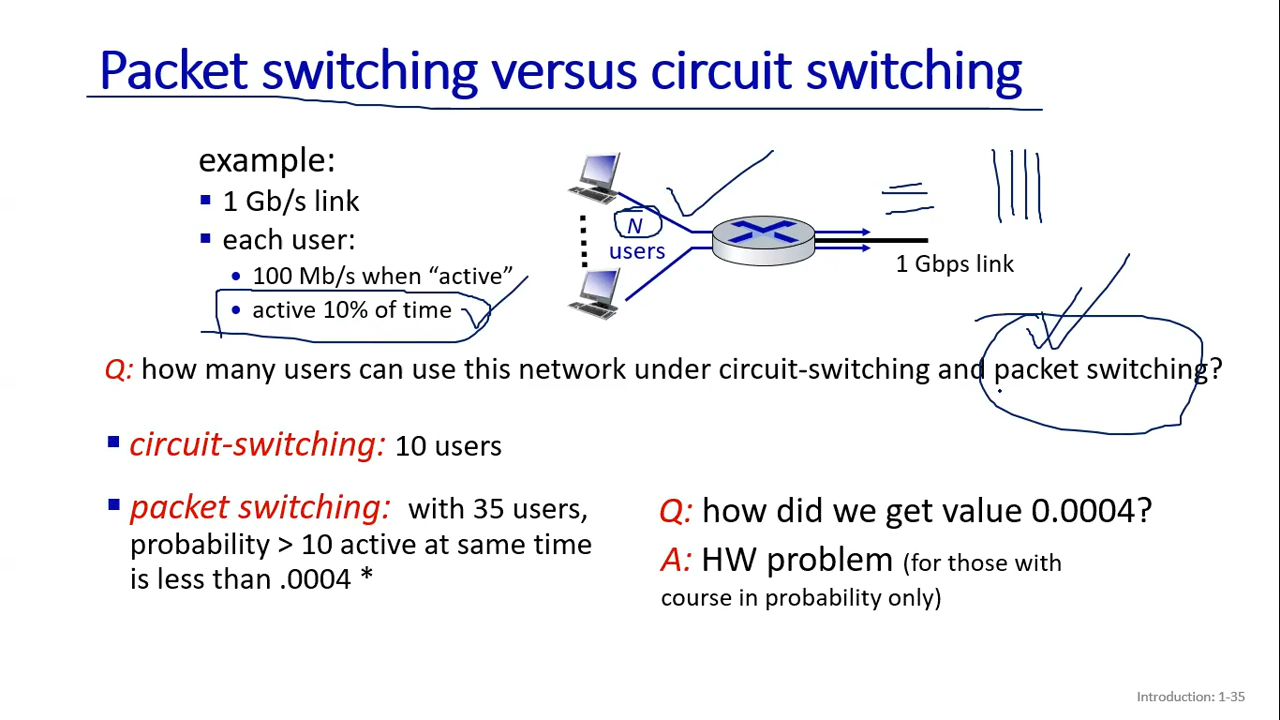 Packet switching versus circuit switching
example:
▪ 1 Gb/s link
▪ each user:
• 100 Mb/s when “active”
• active 10% of time
N
users
1 Gbps link
Q: how many users can use this network under circuit-switching and packet switching?
▪ circuit-switching: 10 users
▪ packet switching: with 35 users,
probability > 10 active at same time
is less than .0004 *
Q: how did we get value 0.0004?
A: HW problem (for those with
course in probability only)
Introduction: 1-35